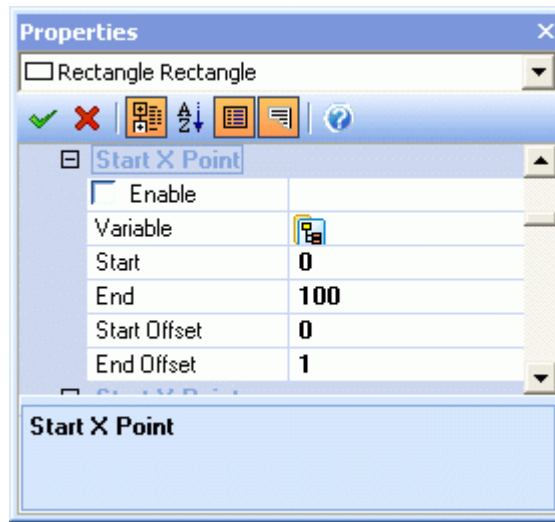 Properties
Rectangle Rectangle
Start X Point
Enable
Variable
Start 0
End 100
Start Offset 0
End Offset 1
Start X Point